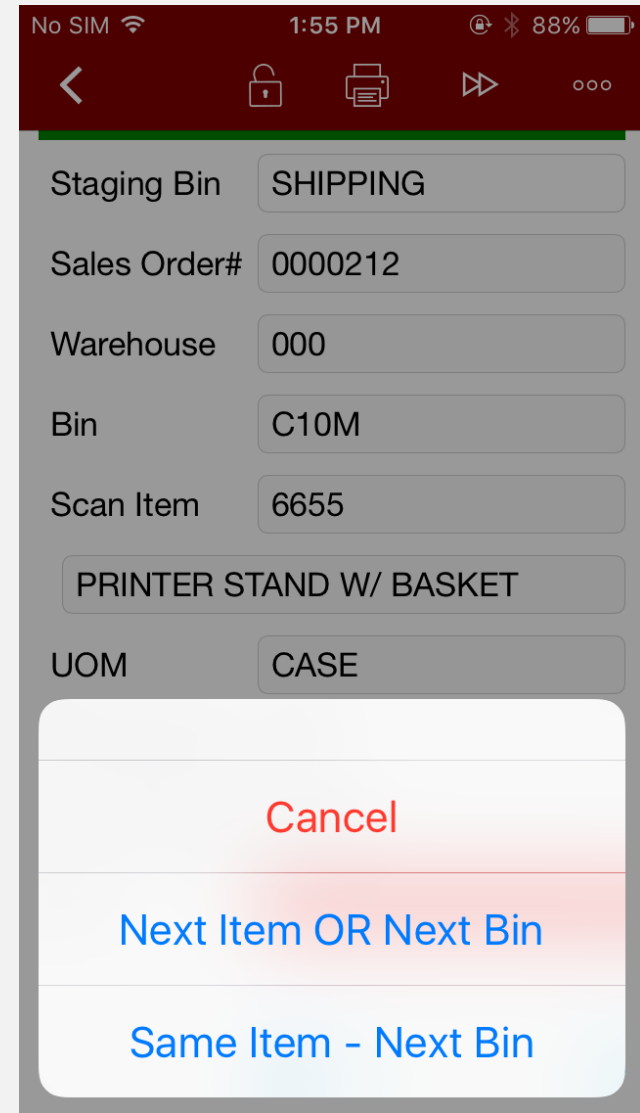 No SIM 1:55 PM 88%
Staging Bin SHIPPING
Sales Order# 0000212
Warehouse 000
Bin C10M
Scan Item 6655
PRINTER STAND W/ BASKET
UOM CASE
Cancel
Next Item OR Next Bin
Same Item - Next Bin